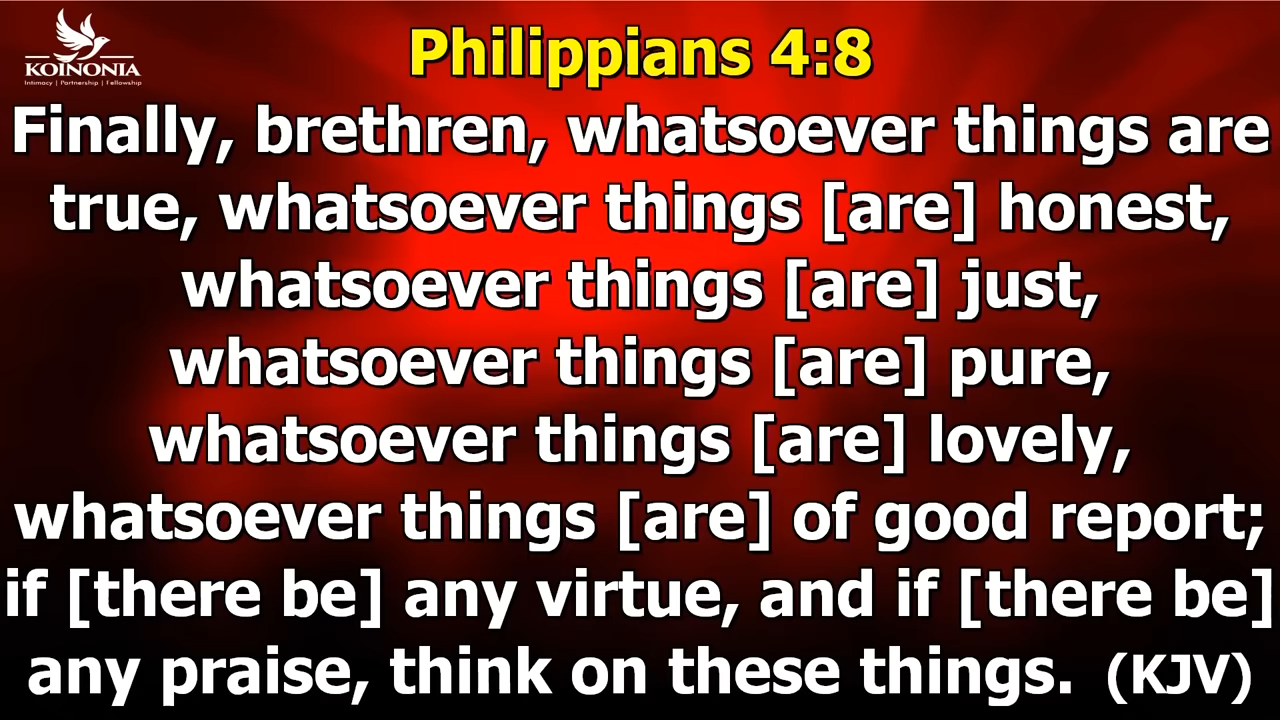 KOINONIA
Intimacy | Partnership | Fellowship
Philippians 4:8
Finally, brethren, whatsoever things are
true, whatsoever things [are] honest,
whatsoever things [are] just,
whatsoever things [are] pure,
whatsoever things [are] lovely,
whatsoever things [are] of good report;
if [there be] any virtue, and if [there be]
any praise, think on these things. (KJV)